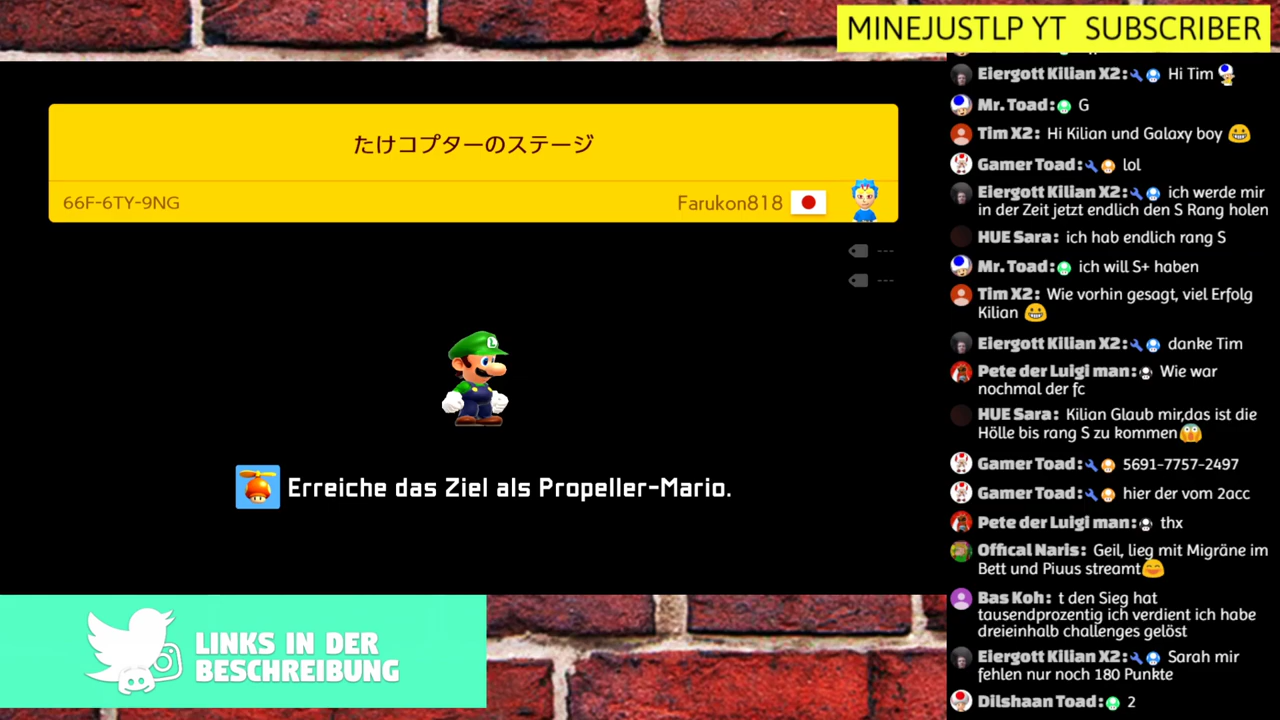 MINEJUSTLP YT SUBSCRIBER
たけコプターのステージ
66F-6TY-9NG
Farukon818
---
---
L
Erreiche das Ziel als Propeller-Mario.
LINKS IN DER
BESCHREIBUNG
Eiergott Kilian X2: Hi Tim
Mr. Toad: G
Tim X2: Hi Kilian und Galaxy boy 😬
Gamer Toad: lol
Eiergott Kilian X2: ich werde mir
in der Zeit jetzt endlich den S Rang holen
HUE Sara: ich hab endlich rang S
Mr. Toad: ich will S+ haben
Tim X2: Wie vorhin gesagt, viel Erfolg
Kilian 😬
Eiergott Kilian X2: danke Tim
Pete der Luigi man: Wie war
nochmal der fc
HUE Sara: Kilian Glaub mir,das ist die
Hölle bis rang S zu kommen😱
Gamer Toad: 5691-7757-2497
Gamer Toad: hier der vom 2acc
Pete der Luigi man: thx
Offical Naris: Geil, lieg mit Migräne im
Bett und Piuus streamt😄
Bas Koh: t den Sieg hat
tausendprozentig ich verdient ich habe
dreieinhalb challenges gelöst
Eiergott Kilian X2: Sarah mir
fehlen nur noch 180 Punkte
Dilshaan Toad: 2